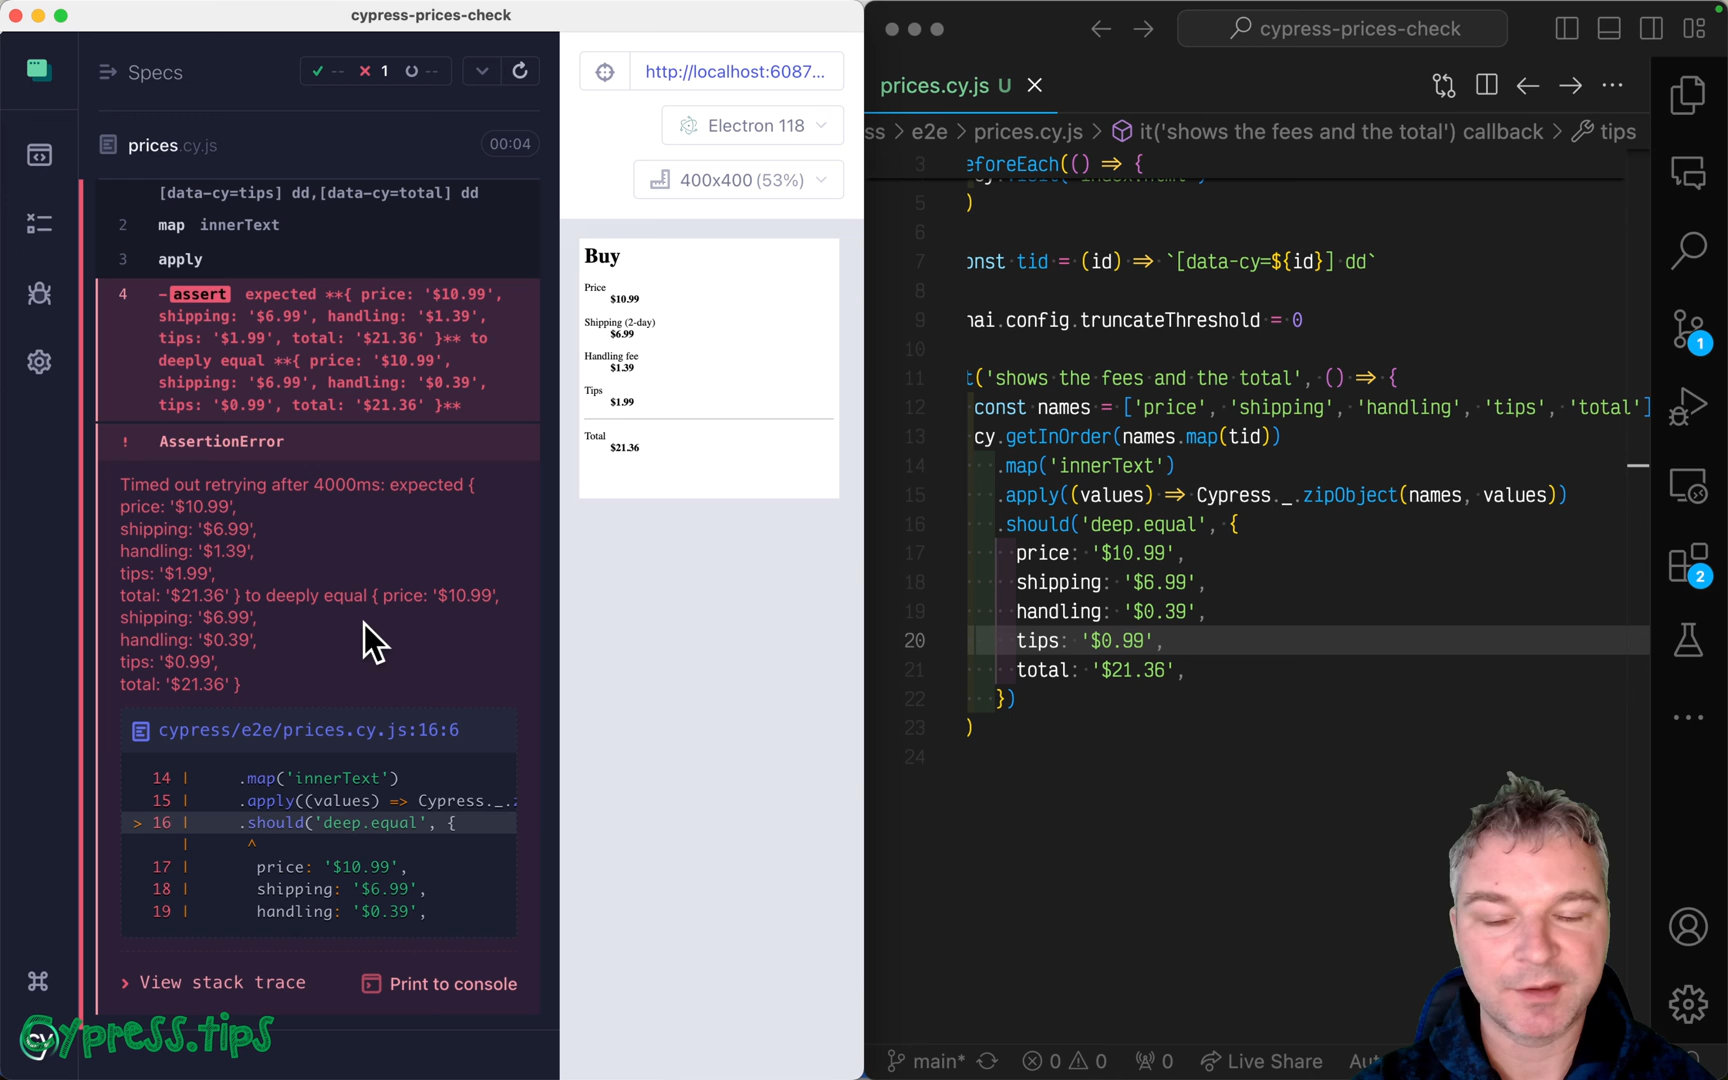 cypress-prices-check
Specs
-- 1 --
prices.cy.js
00:04
[data-cy=tips] dd,[data-cy=total] dd
2 map innerText
3 apply
4 -assert expected **{ price: '$10.99',
shipping: '$6.99', handling: '$1.39',
tips: '$1.99', total: '$21.36' }** to
deeply equal **{ price: '$10.99',
shipping: '$6.99', handling: '$0.39',
tips: '$0.99', total: '$21.36' }**
! AssertionError
Timed out retrying after 4000ms: expected {
price: '$10.99',
shipping: '$6.99',
handling: '$1.39',
tips: '$1.99',
total: '$21.36' } to deeply equal { price: '$10.99',
shipping: '$6.99',
handling: '$0.39',
tips: '$0.99',
total: '$21.36' }
cypress/e2e/prices.cy.js:16:6
14 | .map('innerText')
15 | .apply((values) => Cypress._.
> 16 | .should('deep.equal', {
| ^
17 | price: '$10.99',
18 | shipping: '$6.99',
19 | handling: '$0.39',
> View stack trace
Print to console
Cypress.tips
cy
http://localhost:6087...
Electron 118
400x400 (53%)
Buy
Price
$10.99
Shipping (2-day)
$6.99
Handling fee
$1.39
Tips
$1.99
Total
$21.36
cypress-prices-check
prices.cy.js U
ss > e2e > prices.cy.js > it('shows the fees and the total') callback > tips
3 eforeEach(() => {
5 )
6
7 onst tid = (id) => `[data-cy=${id}] dd`
8
9 hai.config.truncateThreshold = 0
10
11 t('shows the fees and the total', () => {
12 const names = ['price', 'shipping', 'handling', 'tips', 'total']
13 cy.getInOrder(names.map(tid))
14 .map('innerText')
15 .apply((values) => Cypress._.zipObject(names, values))
16 .should('deep.equal', {
17 price: '$10.99',
18 shipping: '$6.99',
19 handling: '$0.39',
20 tips: '$0.99',
21 total: '$21.36',
22 })
23 )
24
1
2
main* 0 0 0 Live Share Aut